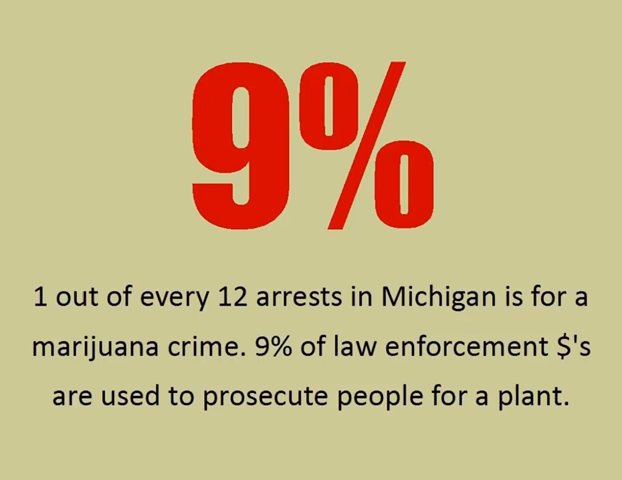 9%
1 out of every 12 arrests in Michigan is for a
marijuana crime. 9% of law enforcement $'s
are used to prosecute people for a plant.